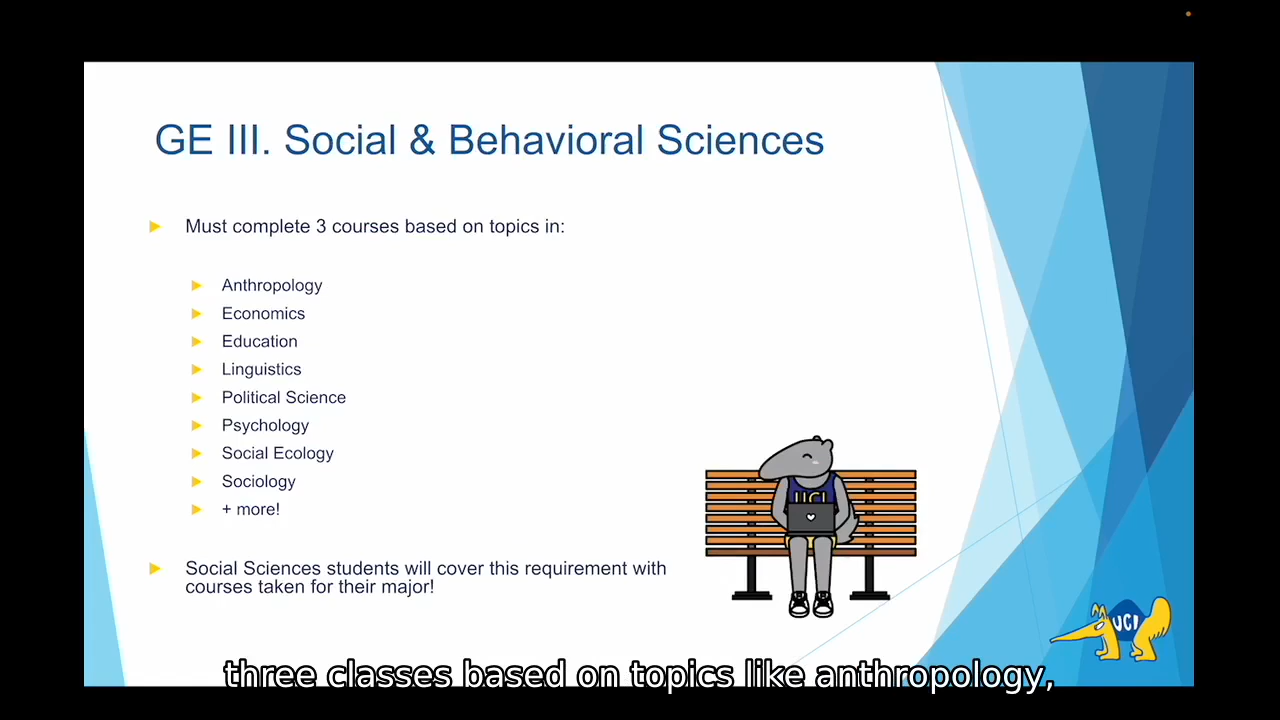 GE III. Social & Behavioral Sciences
Must complete 3 courses based on topics in:
Anthropology
Economics
Education
Linguistics
Political Science
Psychology
Social Ecology
Sociology
+ more!
Social Sciences students will cover this requirement with
courses taken for their major!
UCI
UCI
three classes based on topics like anthropology,